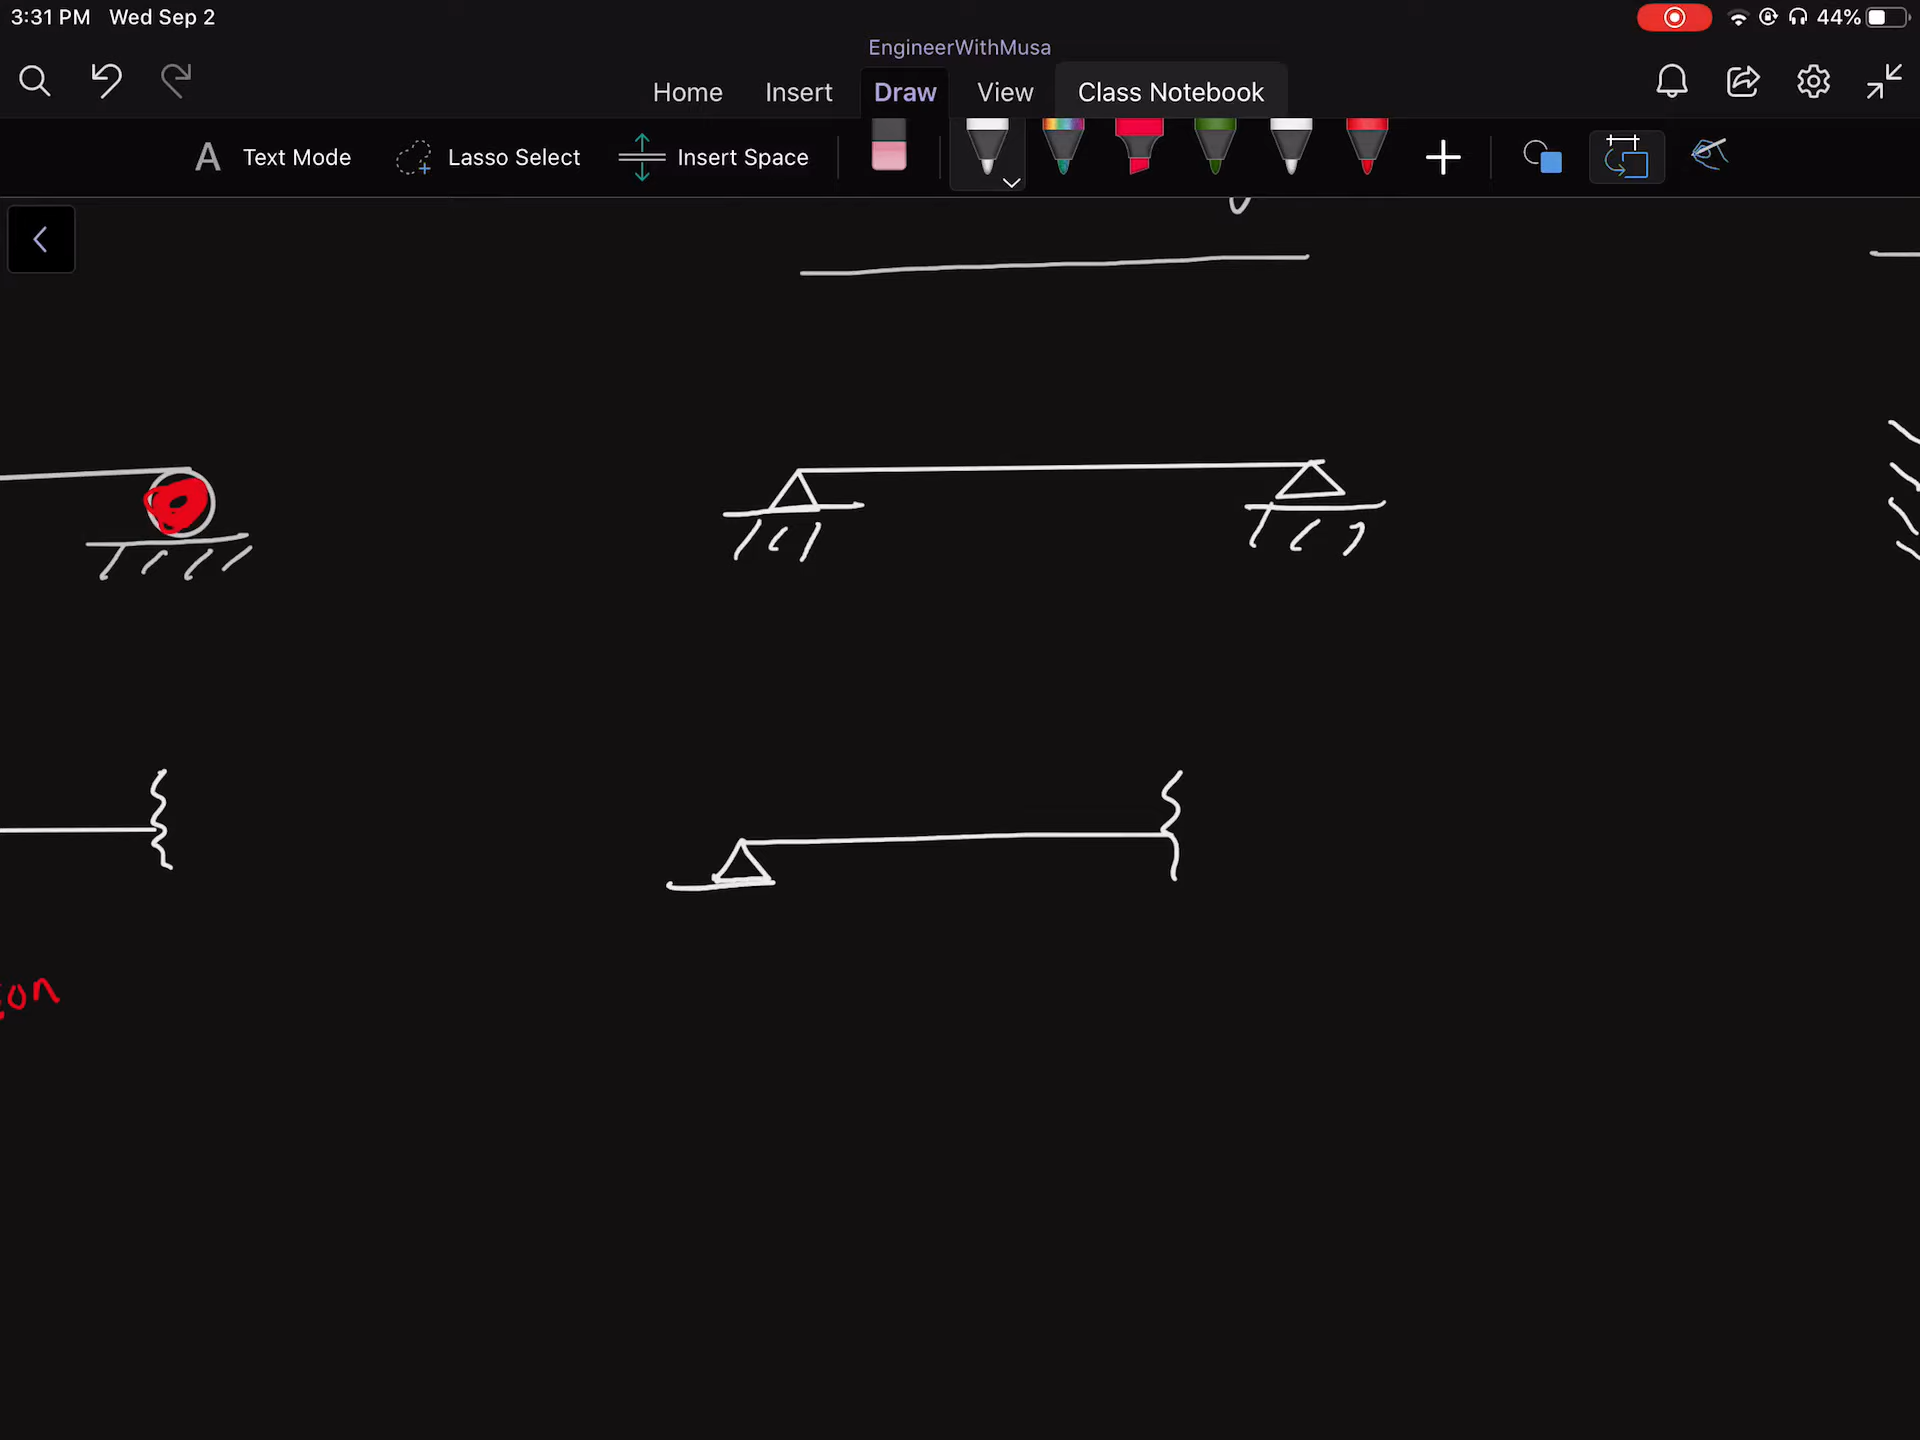 3:31 PM Wed Sep 2
44%
EngineerWithMusa
Home Insert Draw View Class Notebook
A Text Mode Lasso Select Insert Space
on